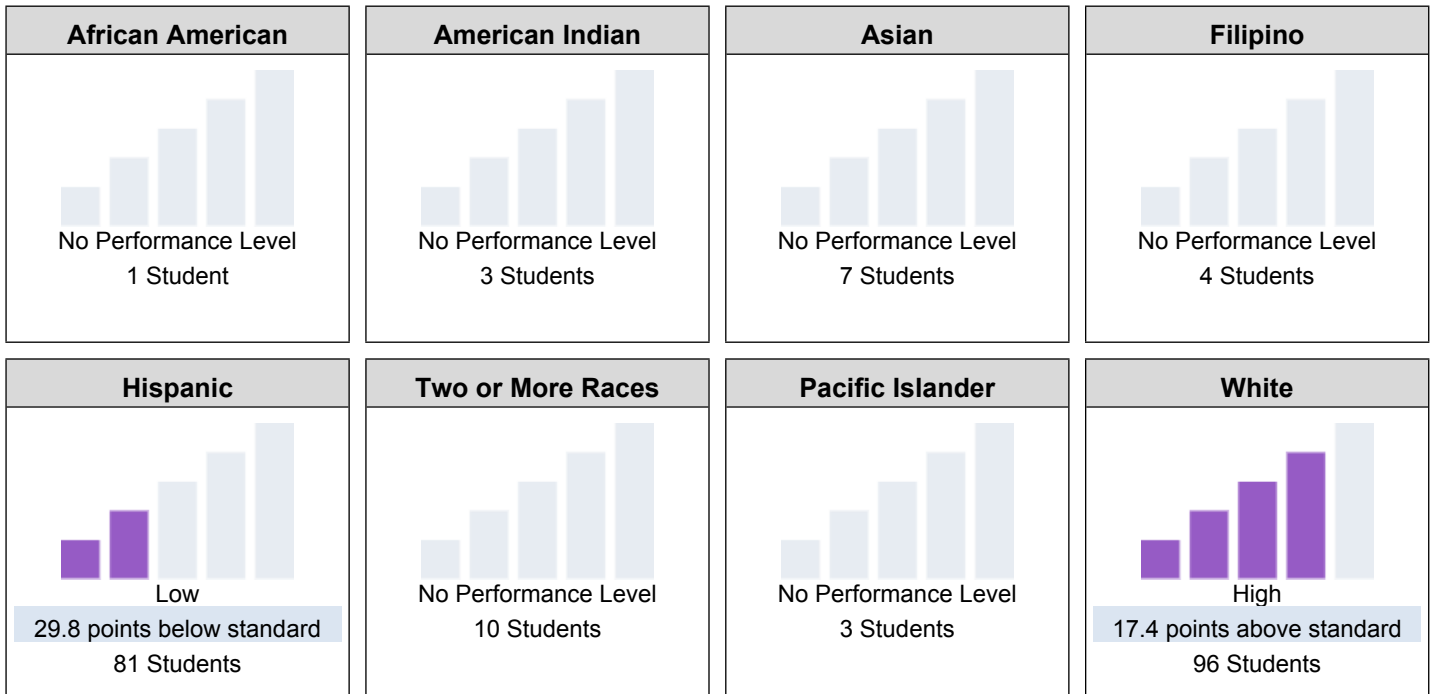 African American
No Performance Level
1 Student
American Indian
No Performance Level
3 Students
Asian
No Performance Level
7 Students
Filipino
No Performance Level
4 Students
Hispanic
Low
29.8 points below standard
81 Students
Two or More Races
No Performance Level
10 Students
Pacific Islander
No Performance Level
3 Students
White
High
17.4 points above standard
96 Students